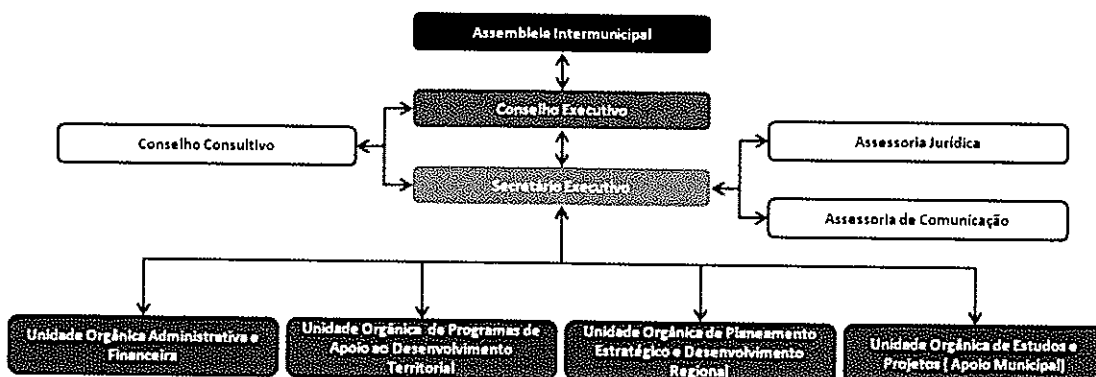 Assembleia Intermunicipal
Conselho Executivo
Conselho Consultivo
Assessoria Jurídica
Secretário Executivo
Assessoria de Comunicação
Unidade Orgânica Administrativa e
Financeira
Unidade Orgânica de Programas de
Apoio ao Desenvolvimento
Territorial
Unidade Orgânica de Planeamento
Estratégico e Desenvolvimento
Regional
Unidade Orgânica de Estudos e
Projetos ( Apoio Municipal)